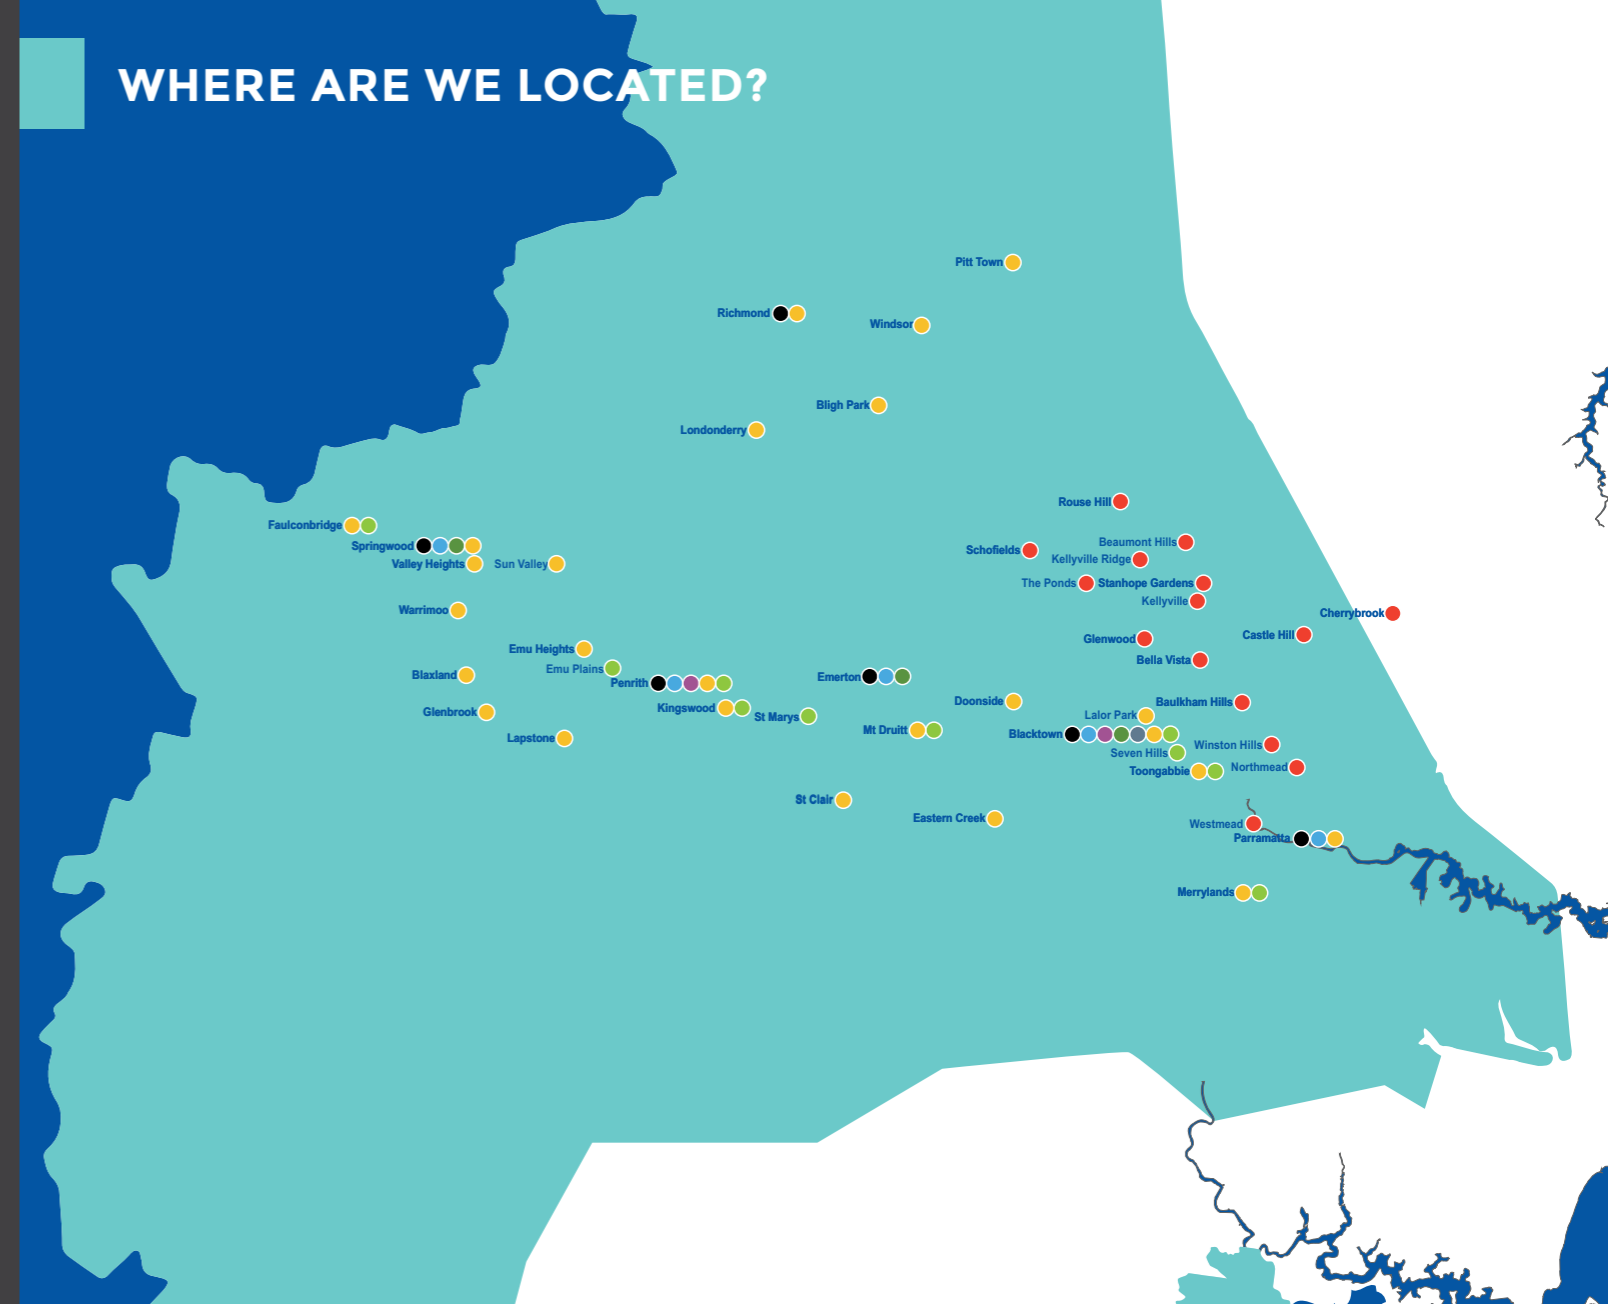 WHERE ARE WE LOCATED?
Pitt Town
Richmond
Windsor
Bligh Park
Londonderry
Rouse Hill
Faulconbridge
Springwood
Valley Heights
Sun Valley
Schofields
Beaumont Hills
Kellyville Ridge
The Ponds
Stanhope Gardens
Kellyville
Warrimoo
Cherrybrook
Castle Hill
Glenwood
Emu Heights
Bella Vista
Emu Plains
Blaxland
Penrith
Emerton
Doonside
Baulkham Hills
Glenbrook
Kingswood
St Marys
Lalor Park
Mt Druitt
Blacktown
Lapstone
Winston Hills
Seven Hills
Toongabbie
Northmead
St Clair
Eastern Creek
Westmead
Parramatta
Merrylands